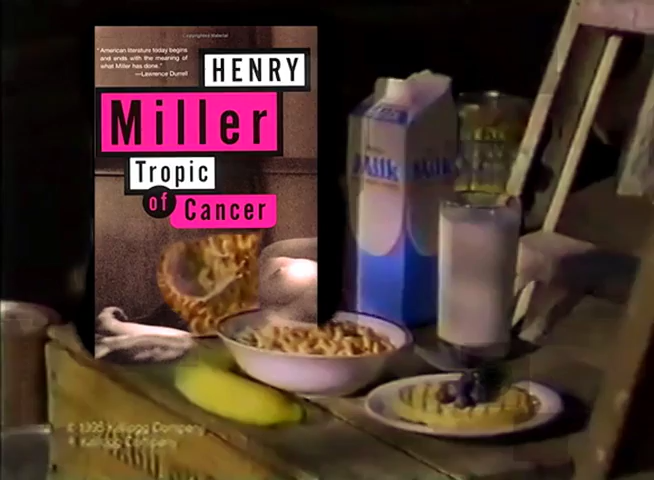 "American literature today begins
and ends with the meaning of
what Miller has done."
—Lawrence Durrell
HENRY
Miller
Tropic
of
Cancer
Milk
Milk
© 1995 Kellogg Company
® Kellogg Company